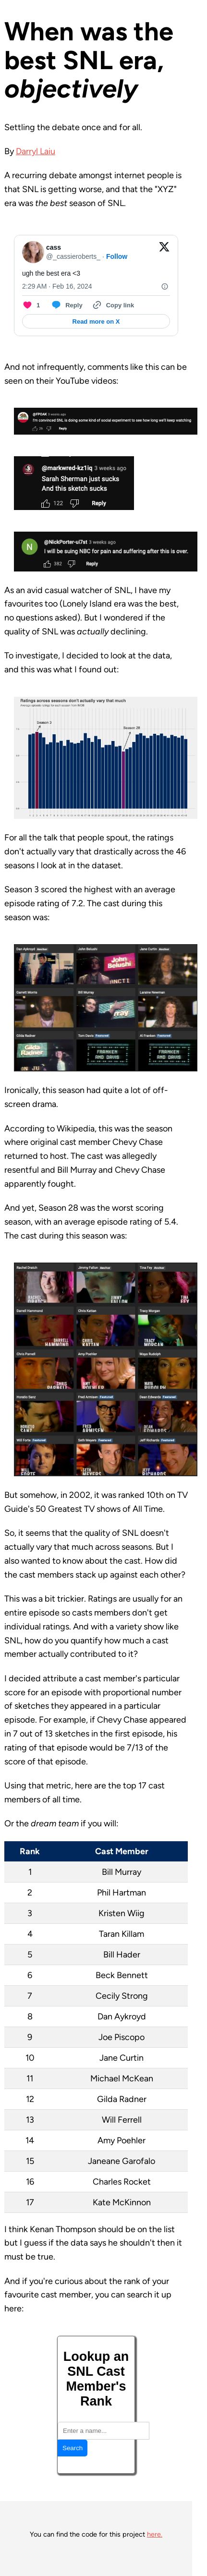 When was the
best SNL era,
objectively
Settling the debate once and for all.
By Darryl Laiu
A recurring debate amongst internet people is
that SNL is getting worse, and that the "XYZ"
era was the best season of SNL.
cass
@_cassieroberts_ · Follow
ugh the best era <3
2:29 AM · Feb 16, 2024
1 Reply Copy link
Read more on X
And not infrequently, comments like this can be
seen on their YouTube videos:
I'm convinced SNL is doing some kind of social experiment to see how long we'll keep watching
Reply
@markwred-kz1iq 3 weeks ago
Sarah Sherman just sucks
And this sketch sucks
122 Reply
@NickPorter-ui7st 3 weeks ago
I will be suing NBC for pain and suffering after this is over.
382 Reply
As an avid casual watcher of SNL, I have my
favourites too (Lonely Island era was the best,
no questions asked). But I wondered if the
quality of SNL was actually declining.
To investigate, I decided to look at the data,
and this was what I found out:
Ratings across seasons don't actually vary that much
Season 3
Season 28
For all the talk that people spout, the ratings
don't actually vary that drastically across the 46
seasons I look at in the dataset.
Season 3 scored the highest with an average
episode rating of 7.2. The cast during this
season was:
Dan Aykroyd John Belushi Jane Curtin
Garrett Morris Bill Murray Laraine Newman
Gilda Radner Tom Davis Featured Al Franken Featured
Ironically, this season had quite a lot of off-
screen drama.
According to Wikipedia, this was the season
where original cast member Chevy Chase
returned to host. The cast was allegedly
resentful and Bill Murray and Chevy Chase
apparently fought.
And yet, Season 28 was the worst scoring
season, with an average episode rating of 5.4.
The cast during this season was:
Rachel Dratch Jimmy Fallon Tina Fey
Darrell Hammond Chris Kattan Tracy Morgan
Chris Parnell Amy Poehler Maya Rudolph
Horatio Sanz Fred Armisen Featured Dean Edwards Featured
Will Forte Featured Seth Meyers Featured Jeff Richards Featured
But somehow, in 2002, it was ranked 10th on TV
Guide's 50 Greatest TV shows of All Time.
So, it seems that the quality of SNL doesn't
actually vary that much across seasons. But I
also wanted to know about the cast. How did
the cast members stack up against each other?
This was a bit trickier. Ratings are usually for an
entire episode so casts members don't get
individual ratings. And with a variety show like
SNL, how do you quantify how much a cast
member actually contributed to it?
I decided attribute a cast member's particular
score for an episode with proportional number
of sketches they appeared in a particular
episode. For example, if Chevy Chase appeared
in 7 out of 13 sketches in the first episode, his
rating of that episode would be 7/13 of the
score of that episode.
Using that metric, here are the top 17 cast
members of all time.
Or the dream team if you will:
Rank Cast Member
1 Bill Murray
2 Phil Hartman
3 Kristen Wiig
4 Taran Killam
5 Bill Hader
6 Beck Bennett
7 Cecily Strong
8 Dan Aykroyd
9 Joe Piscopo
10 Jane Curtin
11 Michael McKean
12 Gilda Radner
13 Will Ferrell
14 Amy Poehler
15 Janeane Garofalo
16 Charles Rocket
17 Kate McKinnon
I think Kenan Thompson should be on the list
but I guess if the data says he shouldn't then it
must be true.
And if you're curious about the rank of your
favourite cast member, you can search it up
here:
Lookup an
SNL Cast
Member's
Rank
Enter a name...
Search
You can find the code for this project here.